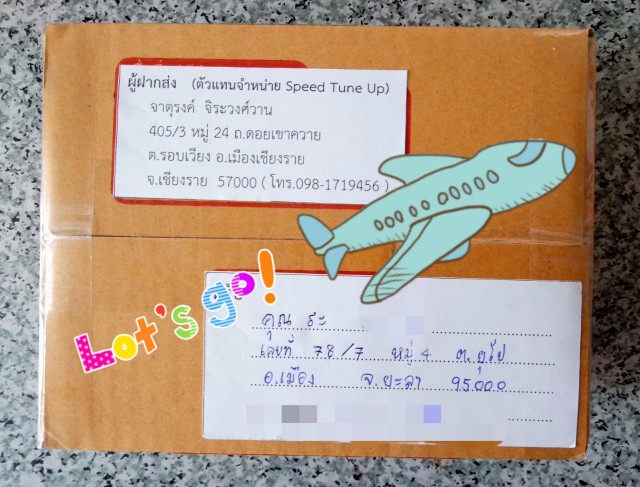 ผู้ฝากส่ง (ตัวแทนจำหน่าย Speed Tune Up)
จาตุรงค์ จิระวงศ์วาน
405/3 หมู่ 24 ถ.ดอยเขาควาย
ต.รอบเวียง อ.เมืองเชียงราย
จ.เชียงราย 57000 ( โทร.098-1719456 )
Let's go!
คุณ ธะ
เลขที่ 78/7 หมู่ 4 ต.ยุโป
อ.เมือง จ.ยะลา 95000